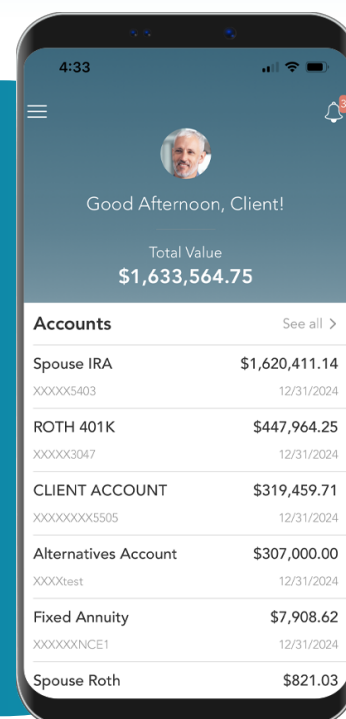 4:33
3
Good Afternoon, Client!
Total Value
$1,633,564.75
Accounts See all >
Spouse IRA $1,620,411.14
XXXXX5403 12/31/2024
ROTH 401K $447,964.25
XXXXX3047 12/31/2024
CLIENT ACCOUNT $319,459.71
XXXXXXXX5505 12/31/2024
Alternatives Account $307,000.00
XXXXtest 12/31/2024
Fixed Annuity $7,908.62
XXXXXXNCE1 12/31/2024
Spouse Roth $821.03